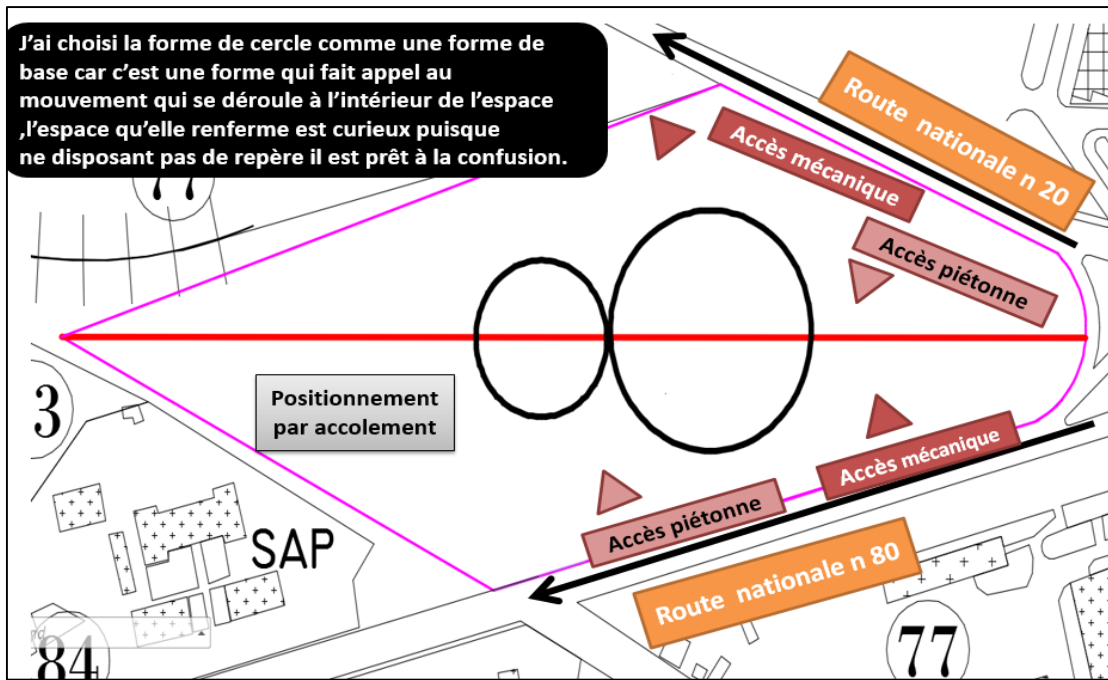 J'ai choisi la forme de cercle comme une forme de
base car c'est une forme qui fait appel au
mouvement qui se déroule à l'intérieur de l'espace
,l'espace qu'elle renferme est curieux puisque
ne disposant pas de repère il est prêt à la confusion.
Route nationale n 20
Accès mécanique
Accès piétonne
77
3
Positionnement
par accolement
Accès mécanique
Accès piétonne
SAP
Route nationale n 80
84
77